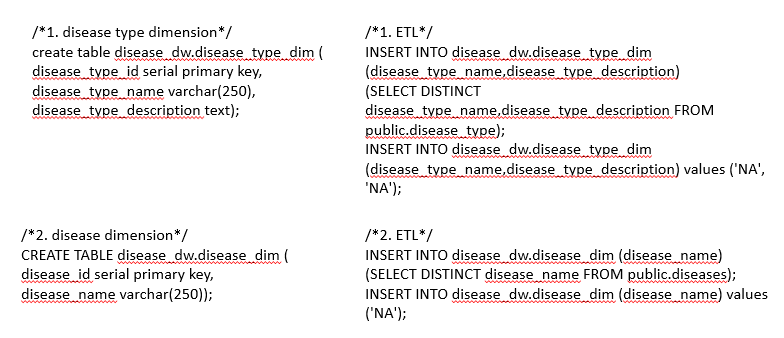 /*1. disease type dimension*/
create table disease_dw.disease_type_dim (
disease_type_id serial primary key,
disease_type_name varchar(250),
disease_type_description text);
/*1. ETL*/
INSERT INTO disease_dw.disease_type_dim
(disease_type_name,disease_type_description)
(SELECT DISTINCT
disease_type_name,disease_type_description FROM
public.disease_type);
INSERT INTO disease_dw.disease_type_dim
(disease_type_name,disease_type_description) values ('NA',
'NA');
/*2. disease dimension*/
CREATE TABLE disease_dw.disease_dim (
disease_id serial primary key,
disease_name varchar(250));
/*2. ETL*/
INSERT INTO disease_dw.disease_dim (disease_name)
(SELECT DISTINCT disease_name FROM public.diseases);
INSERT INTO disease_dw.disease_dim (disease_name) values
('NA');